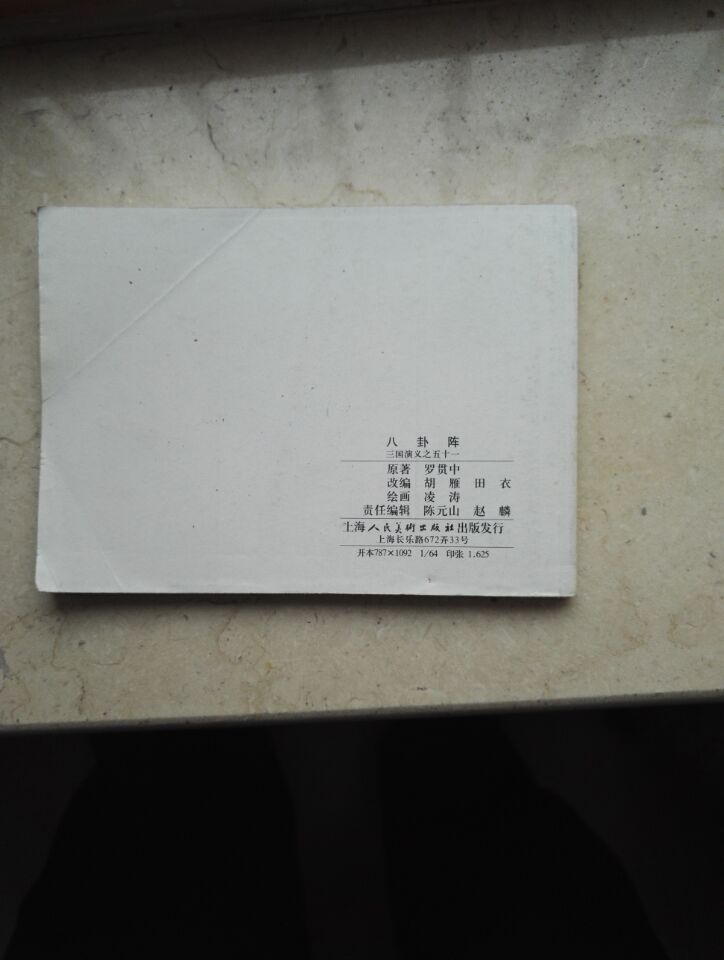 八 卦 阵
三国演义之五十一
原著 罗贯中
改编 胡 雁 田 衣
绘画 凌 涛
责任编辑 陈元山 赵 麟
上海人民美術出版社出版发行
上海长乐路672弄33号
开本787×1092 1/64 印张 1.625